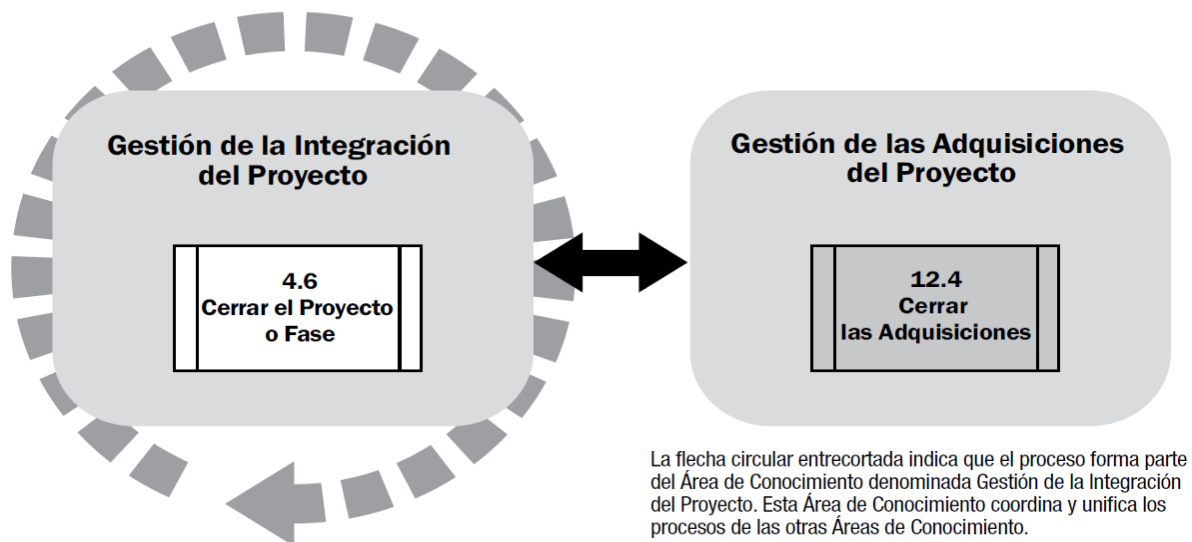 Gestión de la Integración
del Proyecto
4.6
Cerrar el Proyecto
o Fase
Gestión de las Adquisiciones
del Proyecto
12.4
Cerrar
las Adquisiciones
La flecha circular entrecortada indica que el proceso forma parte
del Área de Conocimiento denominada Gestión de la Integración
del Proyecto. Esta Área de Conocimiento coordina y unifica los
procesos de las otras Áreas de Conocimiento.